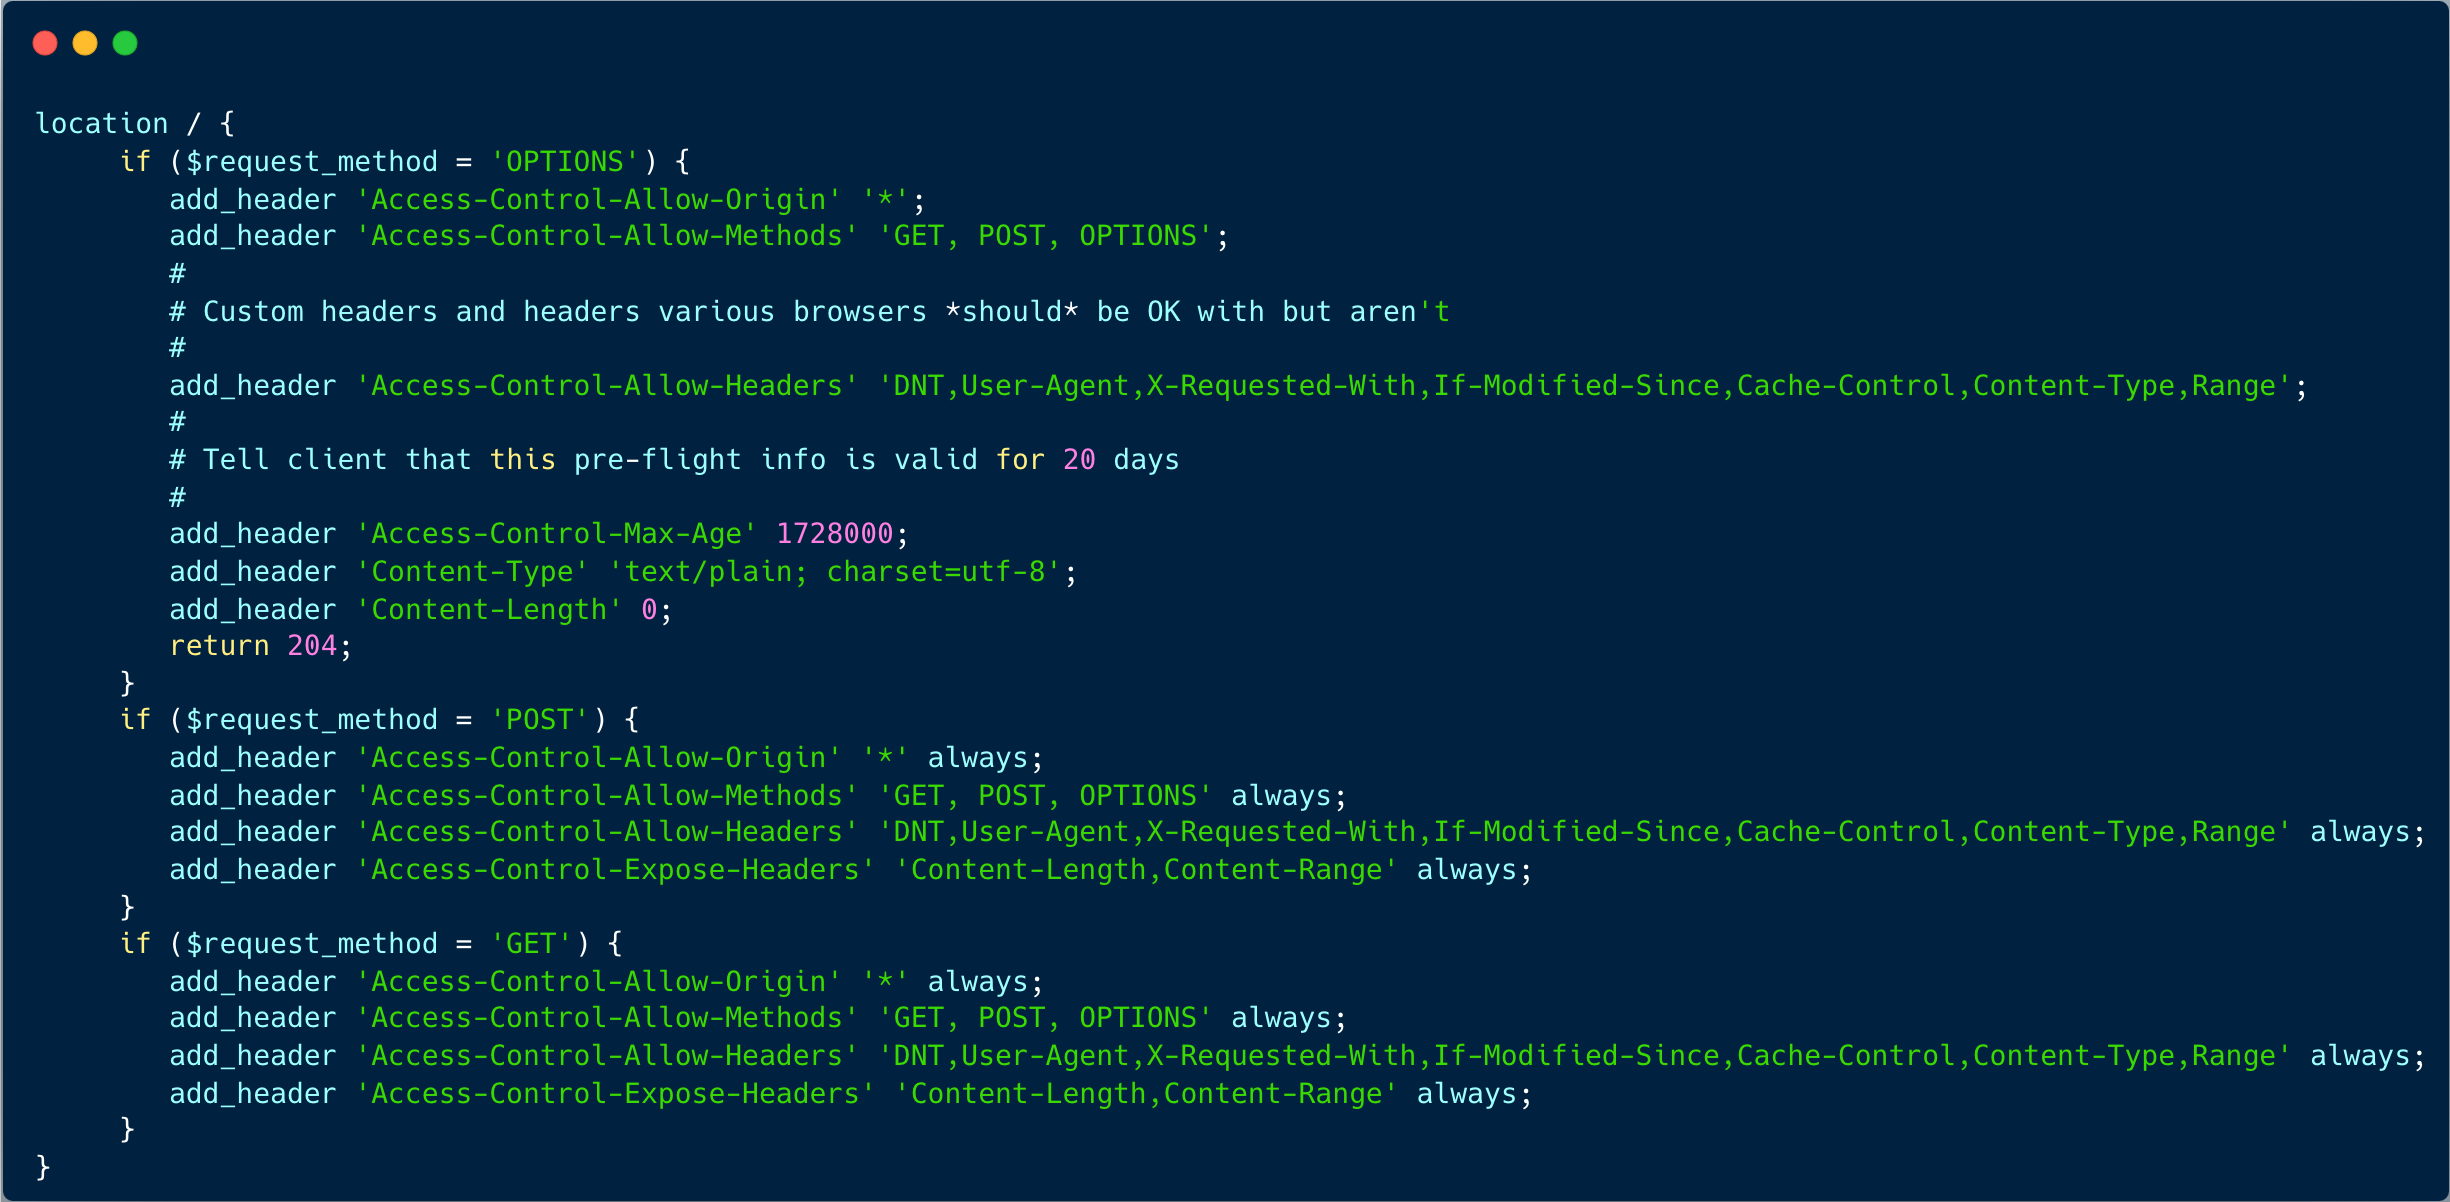 location / {
     if ($request_method = 'OPTIONS') {
        add_header 'Access-Control-Allow-Origin' '*';
        add_header 'Access-Control-Allow-Methods' 'GET, POST, OPTIONS';
        #
        # Custom headers and headers various browsers *should* be OK with but aren't
        #
        add_header 'Access-Control-Allow-Headers' 'DNT,User-Agent,X-Requested-With,If-Modified-Since,Cache-Control,Content-Type,Range';
        #
        # Tell client that this pre-flight info is valid for 20 days
        #
        add_header 'Access-Control-Max-Age' 1728000;
        add_header 'Content-Type' 'text/plain; charset=utf-8';
        add_header 'Content-Length' 0;
        return 204;
     }
     if ($request_method = 'POST') {
        add_header 'Access-Control-Allow-Origin' '*' always;
        add_header 'Access-Control-Allow-Methods' 'GET, POST, OPTIONS' always;
        add_header 'Access-Control-Allow-Headers' 'DNT,User-Agent,X-Requested-With,If-Modified-Since,Cache-Control,Content-Type,Range' always;
        add_header 'Access-Control-Expose-Headers' 'Content-Length,Content-Range' always;
     }
     if ($request_method = 'GET') {
        add_header 'Access-Control-Allow-Origin' '*' always;
        add_header 'Access-Control-Allow-Methods' 'GET, POST, OPTIONS' always;
        add_header 'Access-Control-Allow-Headers' 'DNT,User-Agent,X-Requested-With,If-Modified-Since,Cache-Control,Content-Type,Range' always;
        add_header 'Access-Control-Expose-Headers' 'Content-Length,Content-Range' always;
     }
}